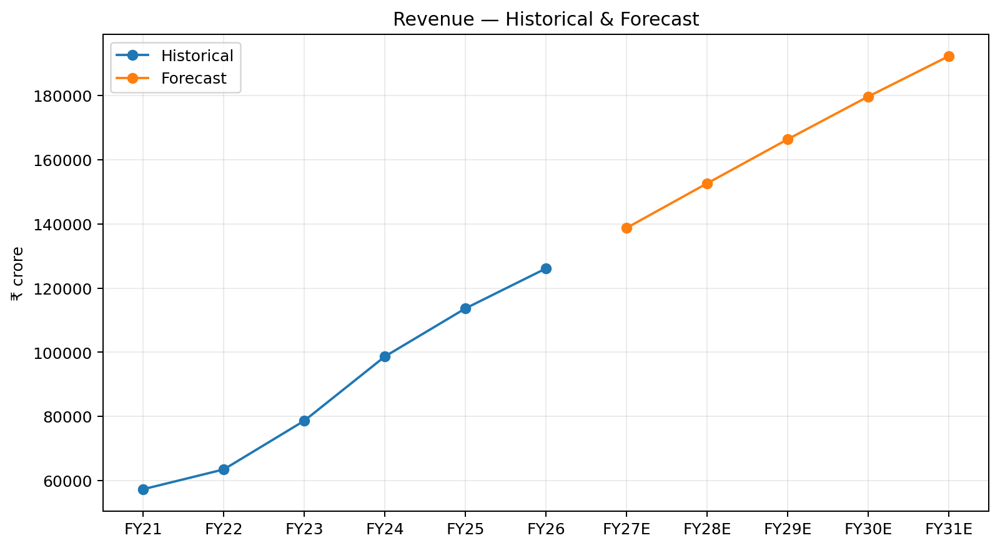 Revenue — Historical & Forecast
Historical
Forecast
180000
160000
140000
120000
100000
80000
60000
₹ crore
FY21 FY22 FY23 FY24 FY25 FY26 FY27E FY28E FY29E FY30E FY31E